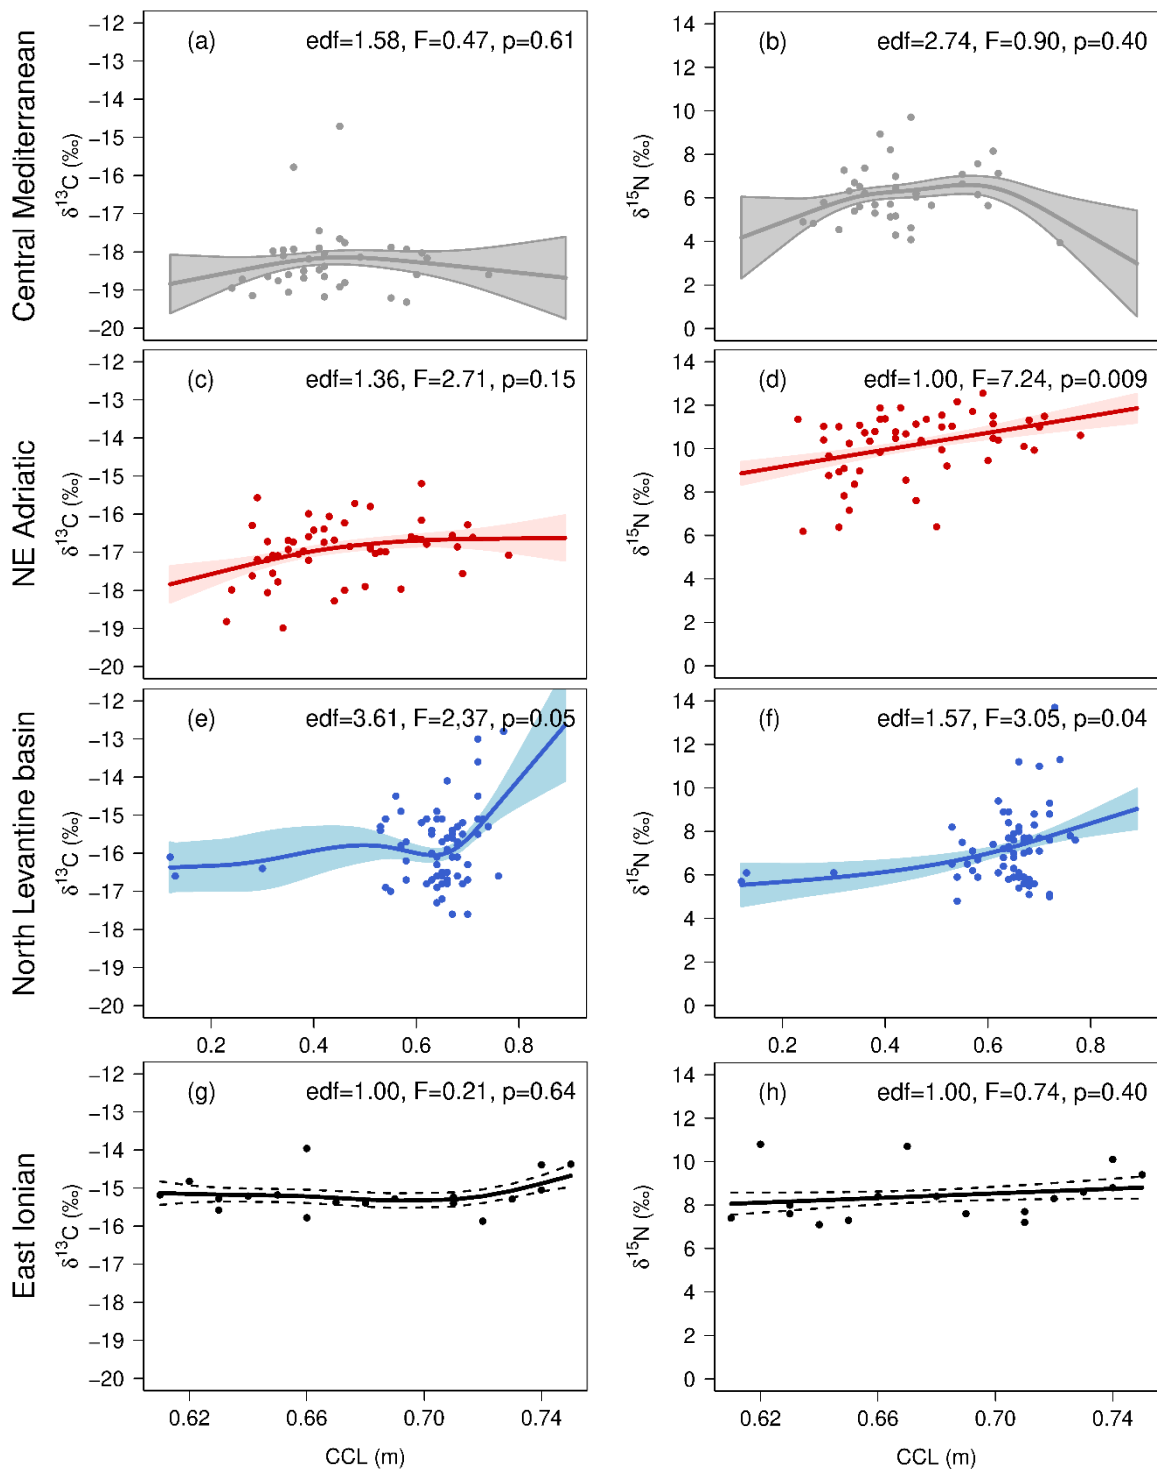 Central Mediterranean
δ13C (‰)
−12
−13
−14
−15
−16
−17
−18
−19
−20
(a)
edf=1.58, F=0.47, p=0.61
δ15N (‰)
14
12
10
8
6
4
2
0
(b)
edf=2.74, F=0.90, p=0.40
NE Adriatic
δ13C (‰)
−12
−13
−14
−15
−16
−17
−18
−19
−20
(c)
edf=1.36, F=2.71, p=0.15
δ15N (‰)
14
12
10
8
6
4
2
0
(d)
edf=1.00, F=7.24, p=0.009
North Levantine basin
δ13C (‰)
−12
−13
−14
−15
−16
−17
−18
−19
−20
(e)
edf=3.61, F=2,37, p=0.05
0.2 0.4 0.6 0.8
δ15N (‰)
14
12
10
8
6
4
2
0
(f)
edf=1.57, F=3.05, p=0.04
0.2 0.4 0.6 0.8
East Ionian
δ13C (‰)
−12
−13
−14
−15
−16
−17
−18
−19
−20
(g)
edf=1.00, F=0.21, p=0.64
0.62 0.66 0.70 0.74
CCL (m)
δ15N (‰)
14
12
10
8
6
4
2
0
(h)
edf=1.00, F=0.74, p=0.40
0.62 0.66 0.70 0.74
CCL (m)